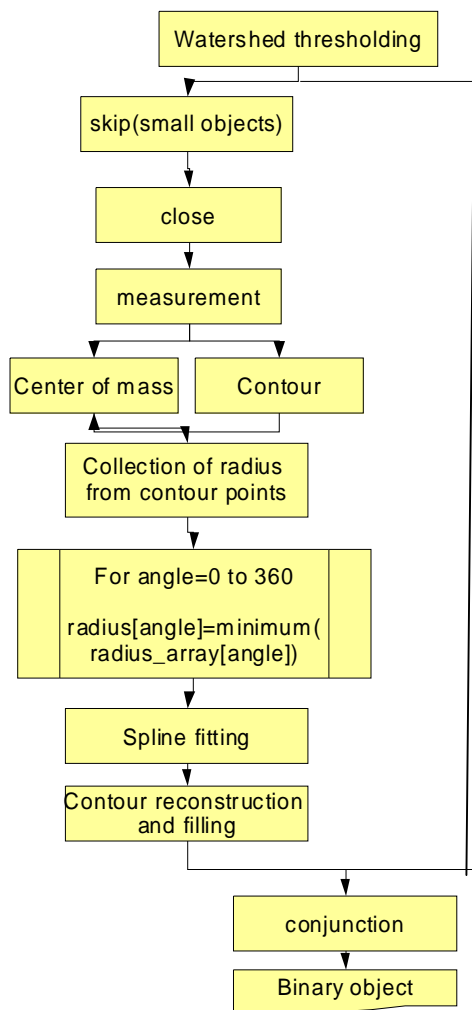 Watershed thresholding
skip(small objects)
close
measurement
Center of mass
Contour
Collection of radius
from contour points
For angle=0 to 360
radius[angle]=minimum(
radius_array[angle])
Spline fitting
Contour reconstruction
and filling
conjunction
Binary object